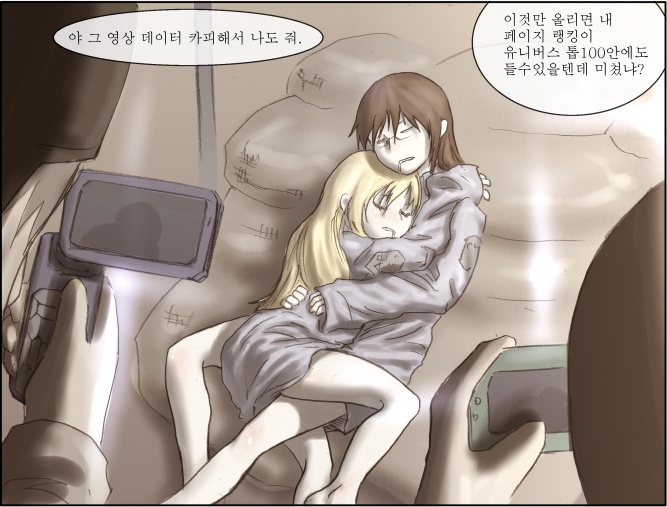 야 그 영상 데이터 카피해서 나도 줘.
이것만 올리면 내
페이지 랭킹이
유니버스 톱100안에도
들수있을텐데 미쳤냐?